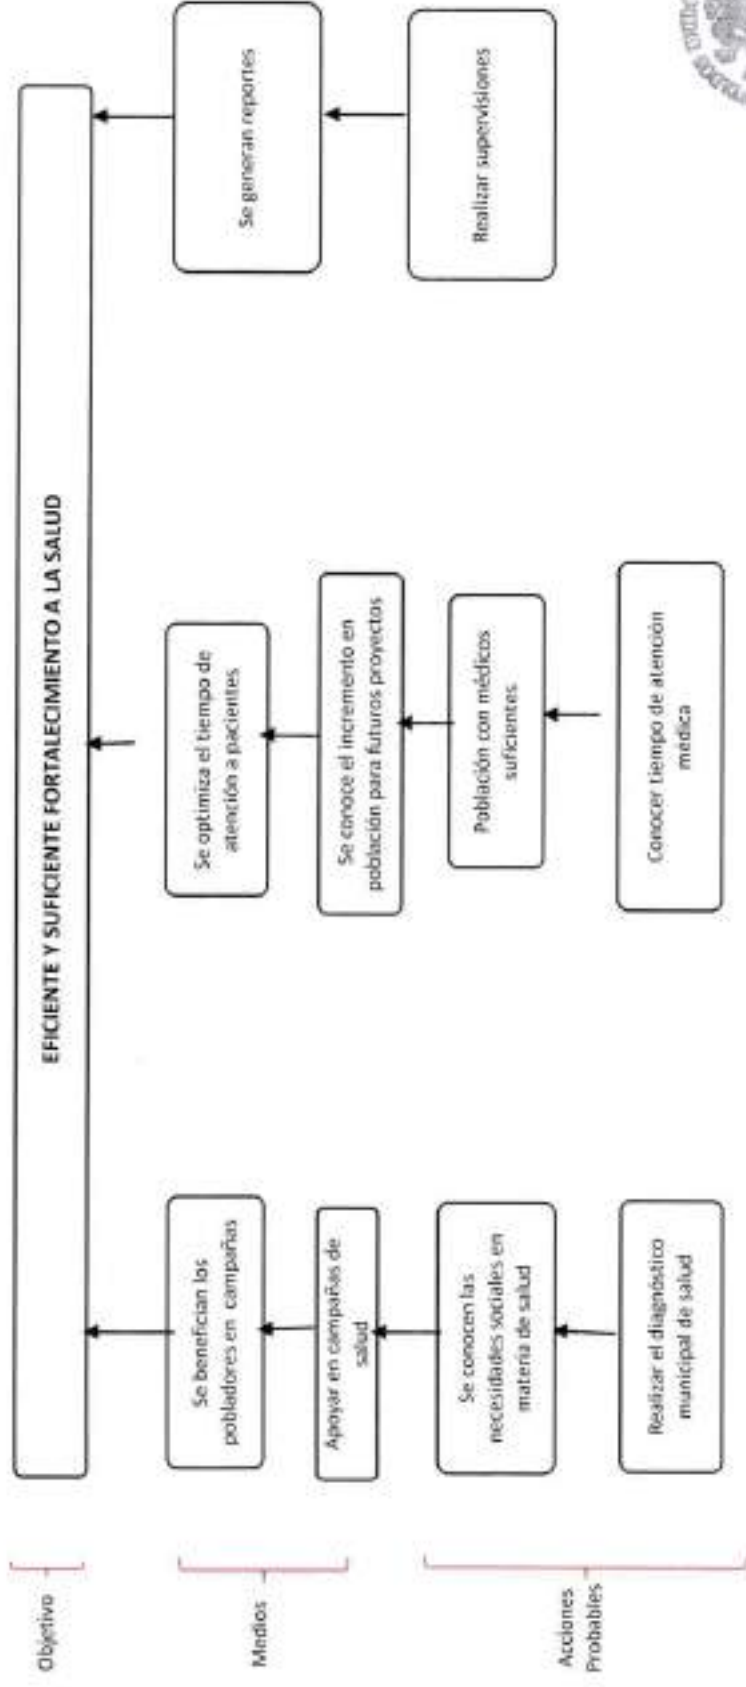 Objetivo
EFICIENTE Y SUFICIENTE FORTALECIMIENTO A LA SALUD
Medios
Se benefician los
pobladores en campañas
Apoyar en campañas de
salud
Se optimiza el tiempo de
atención a pacientes
Se conoce el incremento en
población para futuros proyectos
Se generan reportes
Acciones
Probables
Se conocen las
necesidades sociales en
materia de salud
Realizar el diagnóstico
municipal de salud
Población con médicos
suficientes
Conocer tiempo de atención
médica
Realizar supervisiones